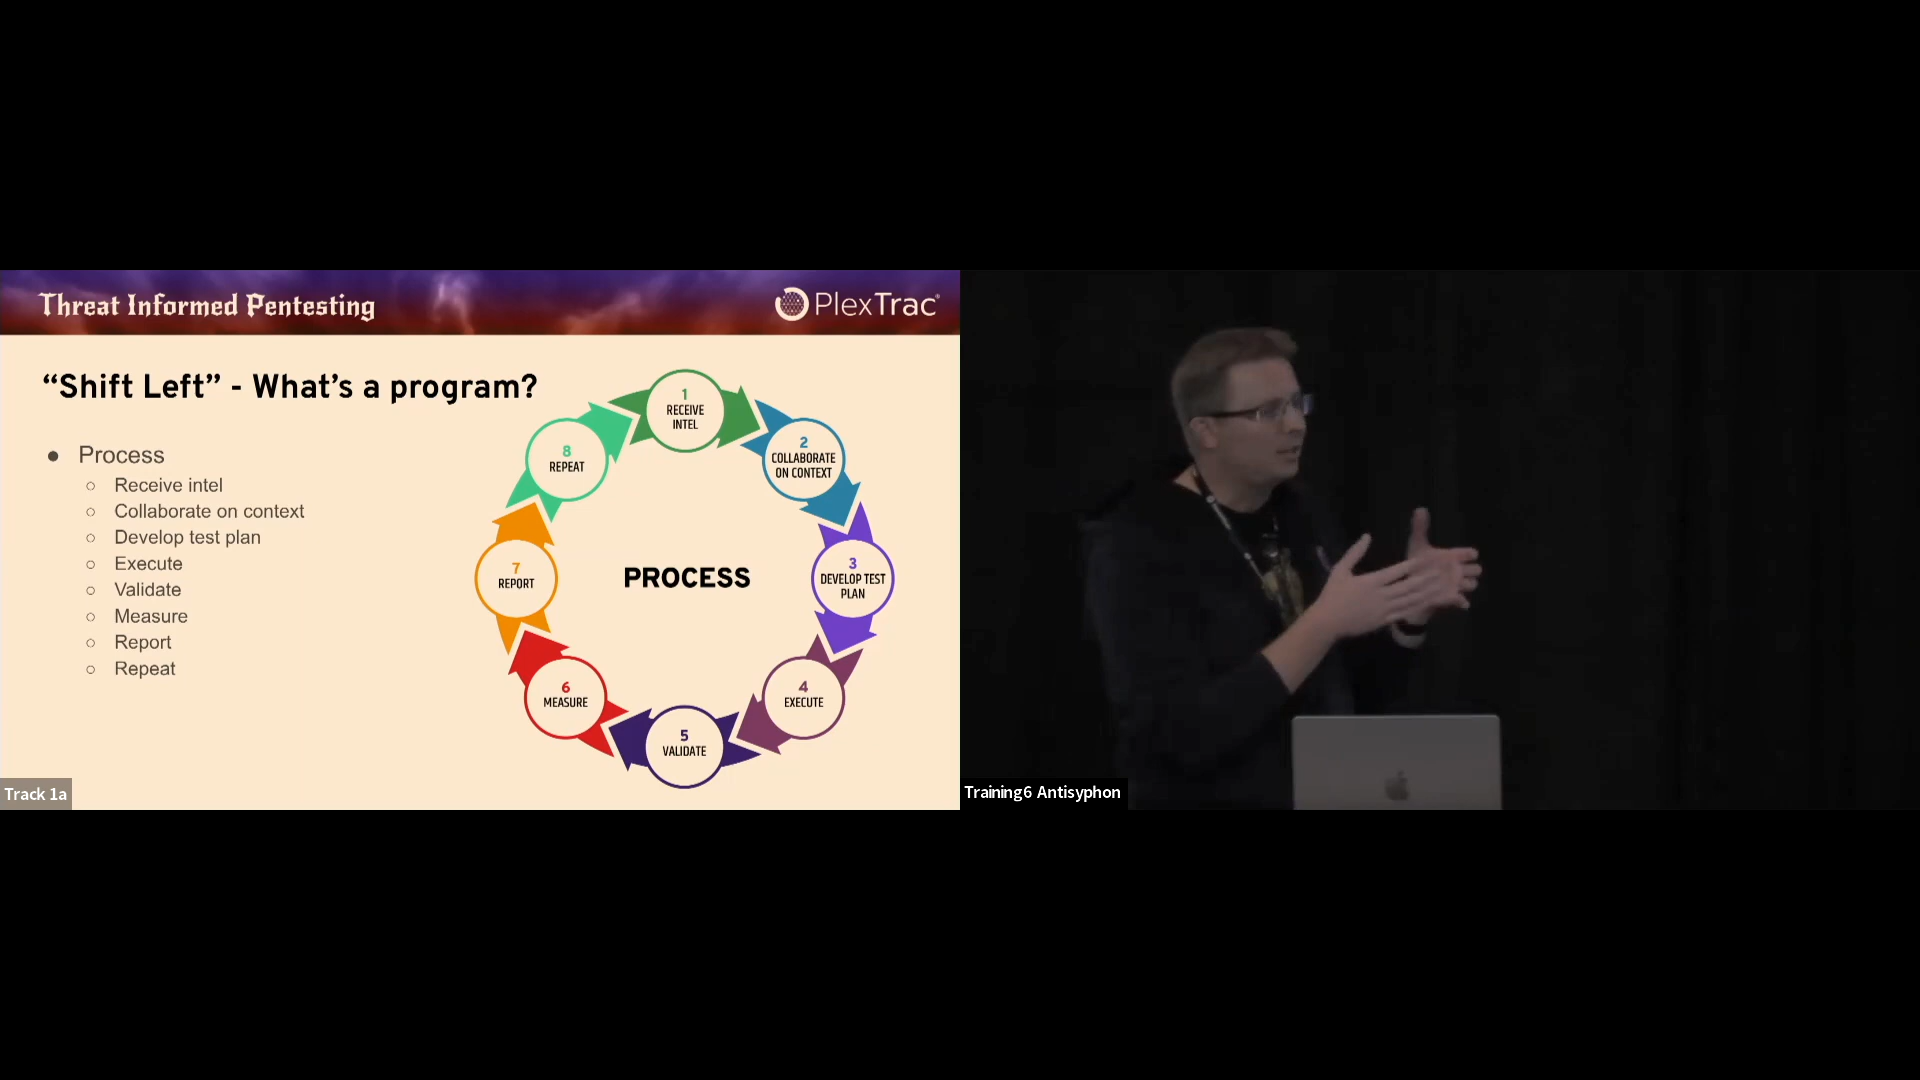 Threat Informed Pentesting
PlexTrac
“Shift Left” - What’s a program?
● Process
○ Receive intel
○ Collaborate on context
○ Develop test plan
○ Execute
○ Validate
○ Measure
○ Report
○ Repeat
1
RECEIVE
INTEL
2
COLLABORATE
ON CONTEXT
3
DEVELOP TEST
PLAN
4
EXECUTE
5
VALIDATE
6
MEASURE
7
REPORT
8
REPEAT
PROCESS
Track 1a
Training6 Antisyphon